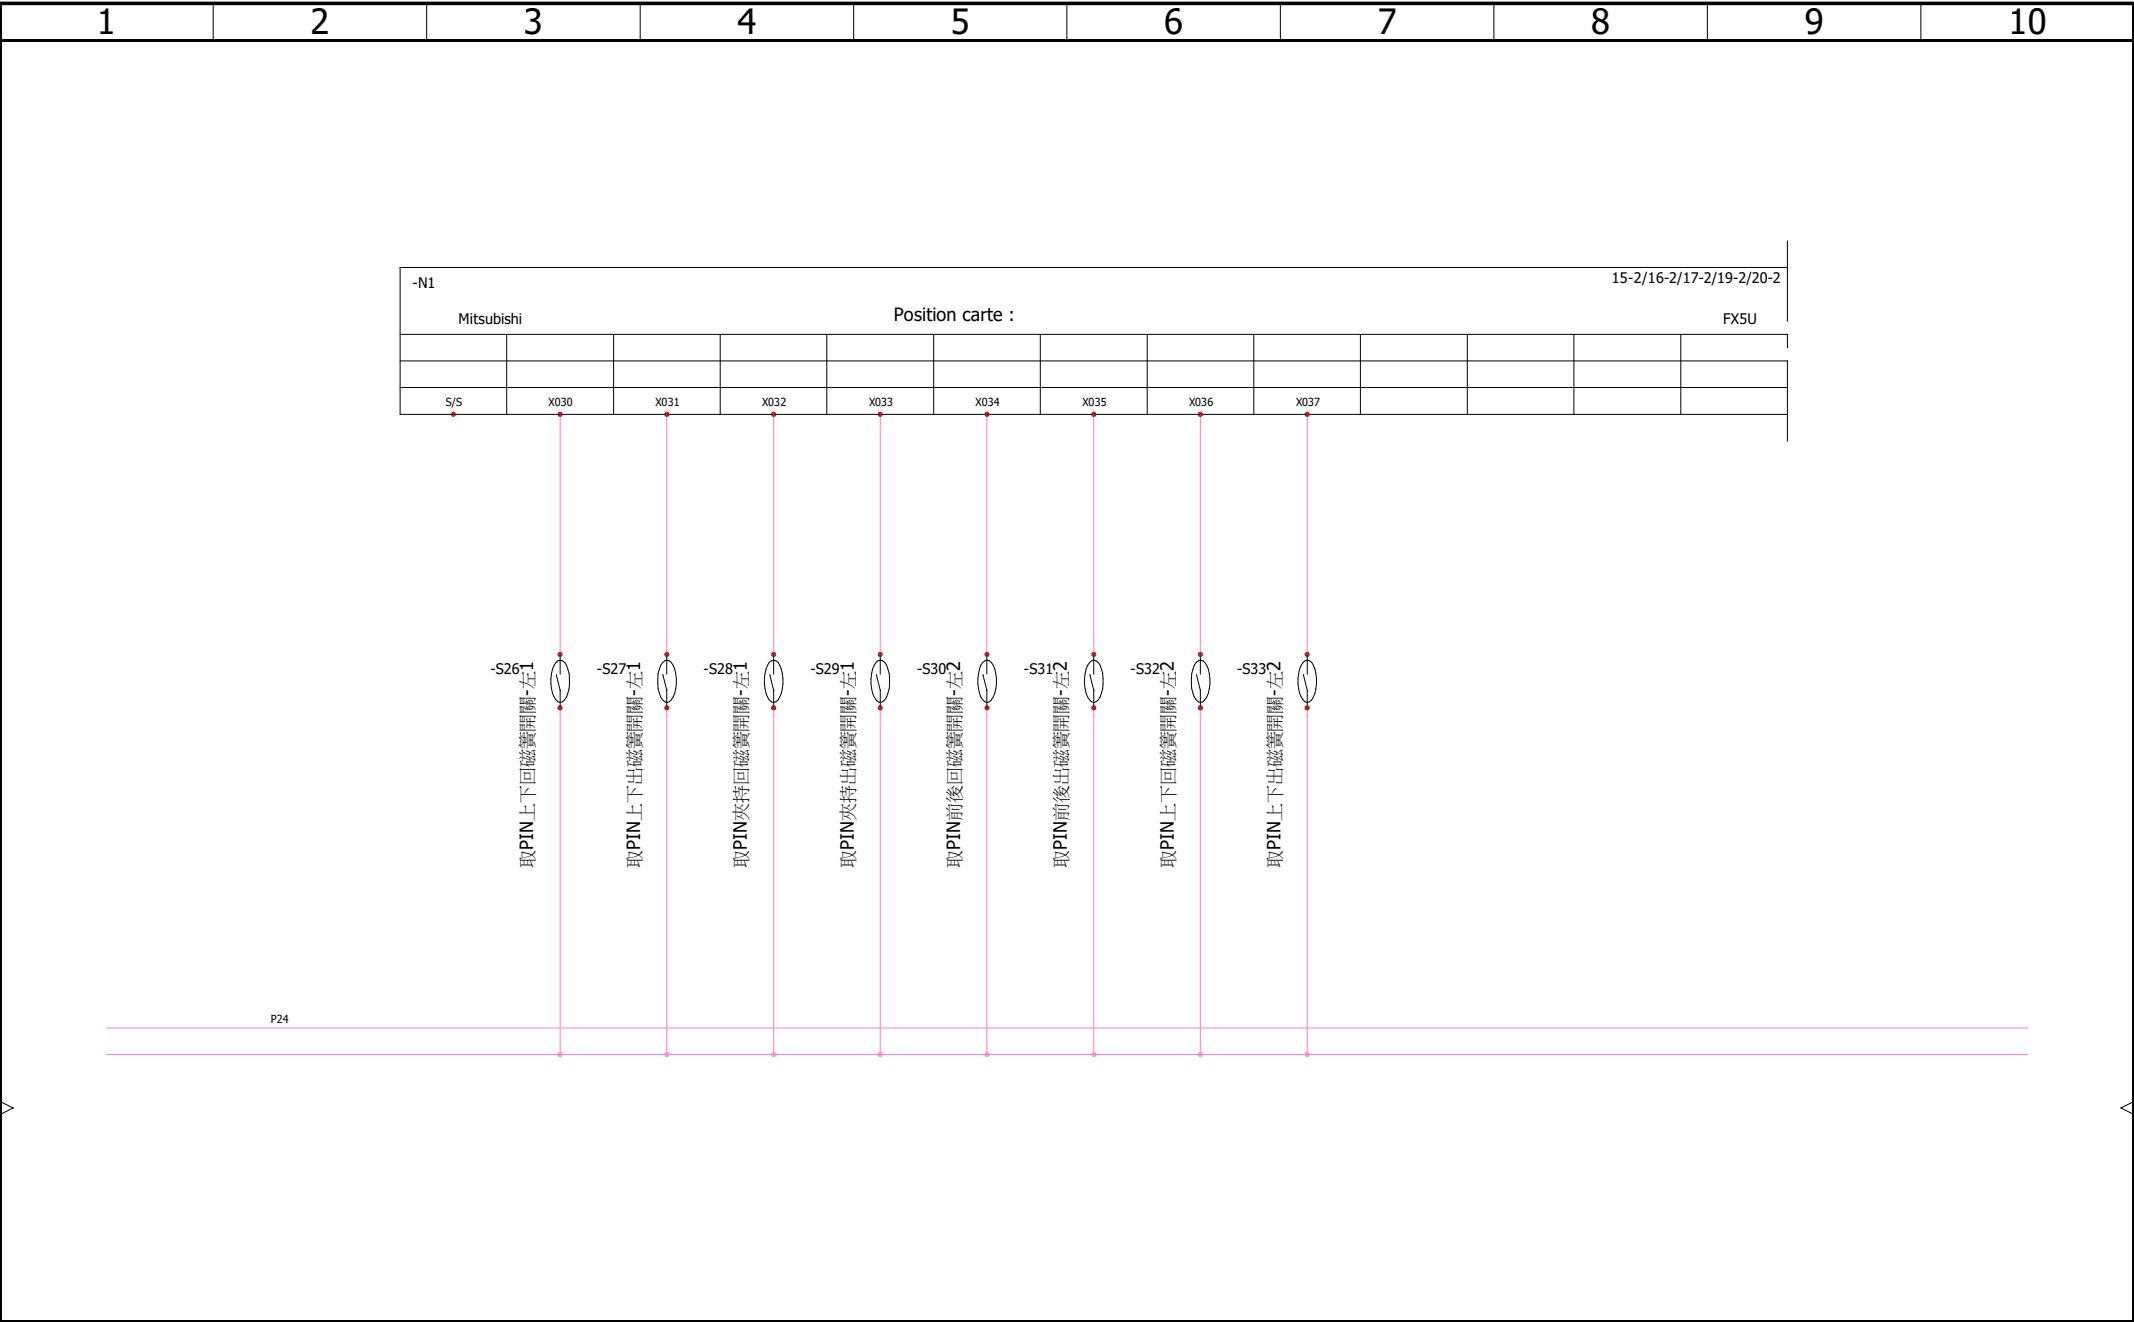 1 2 3 4 5 6 7 8 9 10
-N1 15-2/16-2/17-2/19-2/20-2
Mitsubishi Position carte : FX5U
S/S X030 X031 X032 X033 X034 X035 X036 X037
-S26 -S27 -S28 -S29 -S30 -S31 -S32 -S33
取PIN上下回磁簧開關-左1
取PIN上下出磁簧開關-左1
取PIN夾持回磁簧開關-左1
取PIN夾持出磁簧開關-左1
取PIN前後回磁簧開關-左2
取PIN前後出磁簧開關-左2
取PIN上下回磁簧開關-左2
取PIN上下出磁簧開關-左2
P24